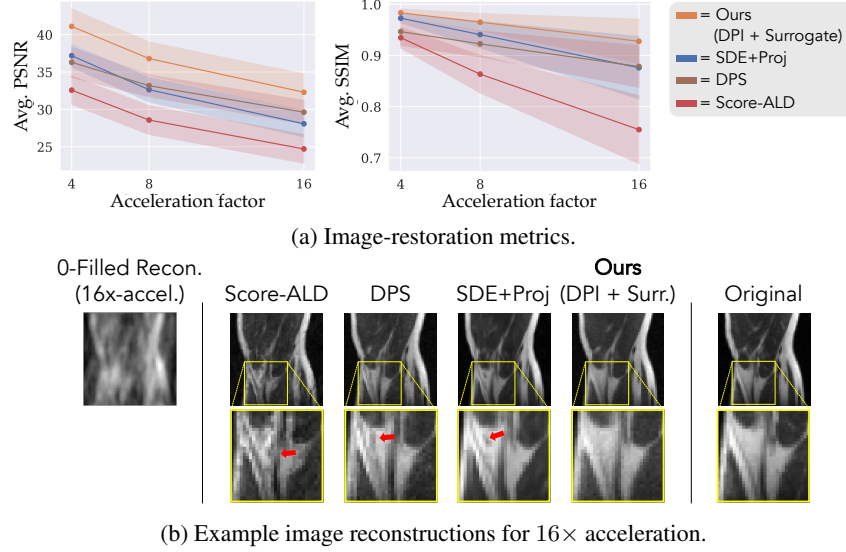 Avg. PSNR
40
35
30
25
4
8
16
Acceleration factor
Avg. SSIM
1.0
0.9
0.8
0.7
4
8
16
Acceleration factor
= Ours
(DPI + Surrogate)
= SDE+Proj
= DPS
= Score-ALD
(a) Image-restoration metrics.
0-Filled Recon.
(16x-accel.)
Score-ALD
DPS
SDE+Proj
Ours
(DPI + Surr.)
Original
(b) Example image reconstructions for 16× acceleration.